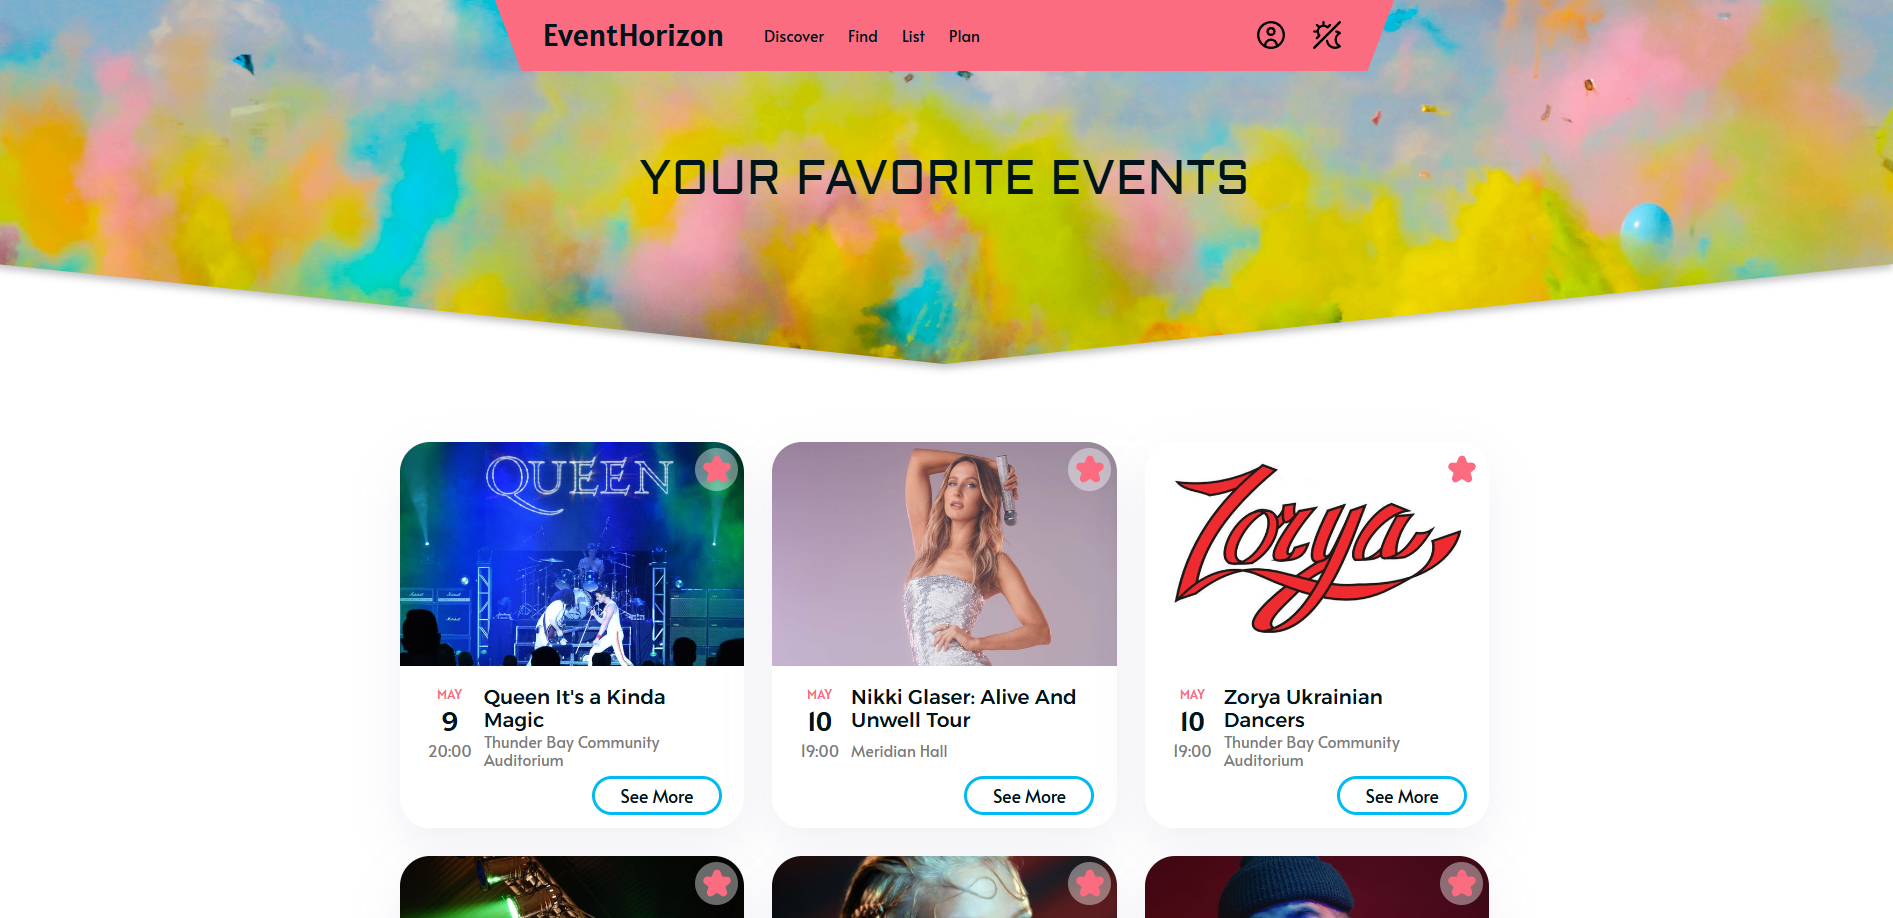 EventHorizon Discover Find List Plan
YOUR FAVORITE EVENTS
QUEEN
Zorya
MAY
9
20:00
Queen It's a Kinda
Magic
Thunder Bay Community
Auditorium
See More
MAY
10
19:00
Nikki Glaser: Alive And
Unwell Tour
Meridian Hall
See More
MAY
10
19:00
Zorya Ukrainian
Dancers
Thunder Bay Community
Auditorium
See More